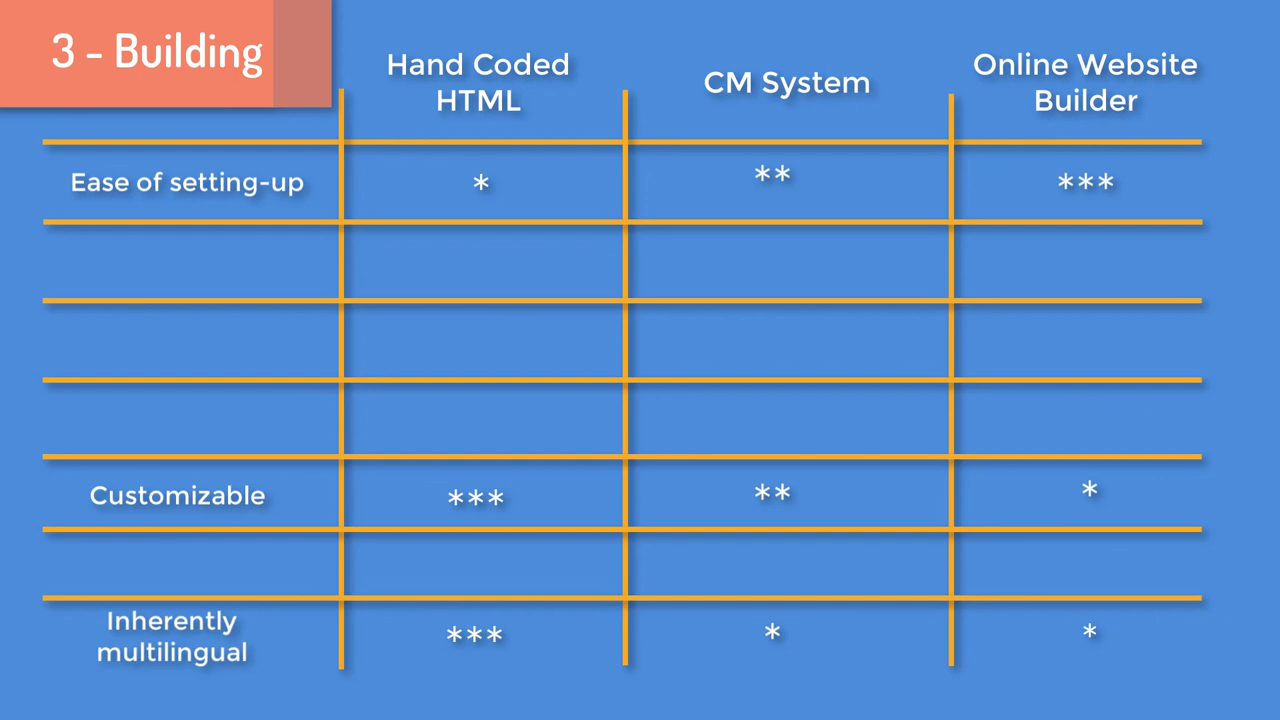 3 - Building
Hand Coded
HTML
CM System
Online Website
Builder
Ease of setting-up * ** ***
Customizable *** ** *
Inherently
multilingual *** * *